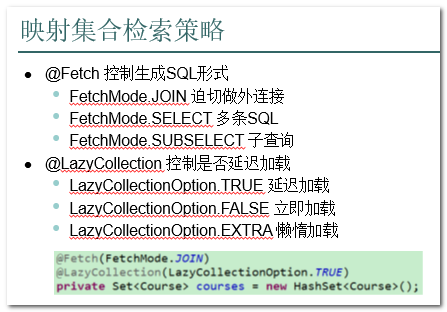 映射集合检索策略
@Fetch 控制生成SQL形式
FetchMode.JOIN 迫切做外连接
FetchMode.SELECT 多条SQL
FetchMode.SUBSELECT 子查询
@LazyCollection 控制是否延迟加载
LazyCollectionOption.TRUE 延迟加载
LazyCollectionOption.FALSE 立即加载
LazyCollectionOption.EXTRA 懒惰加载
@Fetch(FetchMode.JOIN)
@LazyCollection(LazyCollectionOption.TRUE)
private Set<Course> courses = new HashSet<Course>();